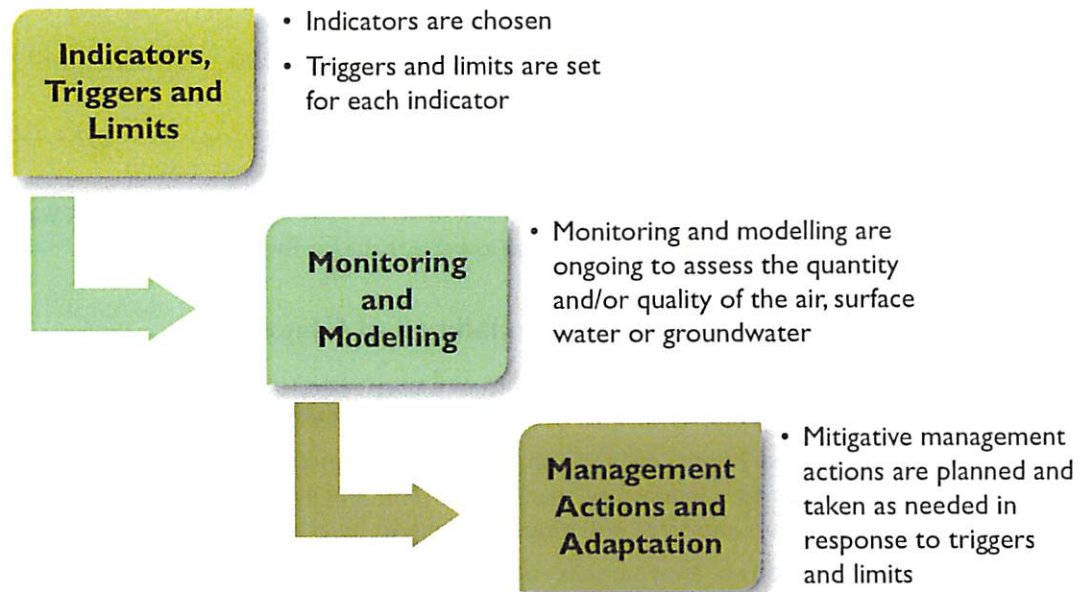 Indicators,
Triggers and
Limits
• Indicators are chosen
• Triggers and limits are set
for each indicator
Monitoring
and
Modelling
• Monitoring and modelling are
ongoing to assess the quantity
and/or quality of the air, surface
water or groundwater
Management
Actions and
Adaptation
• Mitigative management
actions are planned and
taken as needed in
response to triggers
and limits